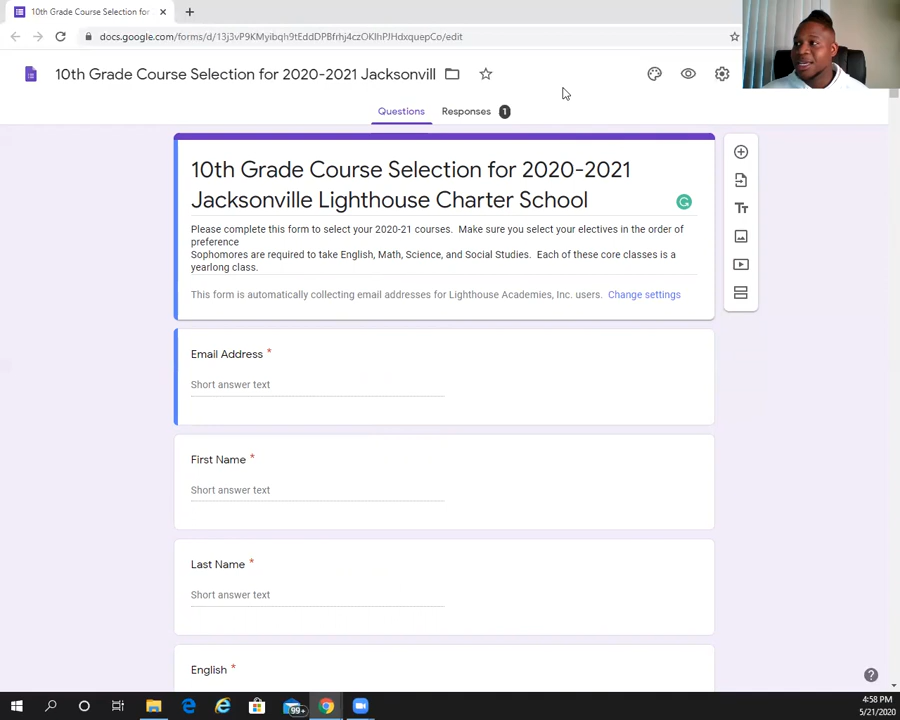 10th Grade Course Selection for
docs.google.com/forms/d/13j3vP9KMyibqh9tEddDPBfrhj4czOKIhPJHdxquepCo/edit
10th Grade Course Selection for 2020-2021 Jacksonvill
Questions
Responses 1
10th Grade Course Selection for 2020-2021
Jacksonville Lighthouse Charter School
Please complete this form to select your 2020-21 courses. Make sure you select your electives in the order of
preference
Sophomores are required to take English, Math, Science, and Social Studies. Each of these core classes is a
yearlong class.
This form is automatically collecting email addresses for Lighthouse Academies, Inc. users. Change settings
Email Address *
Short answer text
First Name *
Short answer text
Last Name *
Short answer text
English *
99+
4:58 PM
5/21/2020